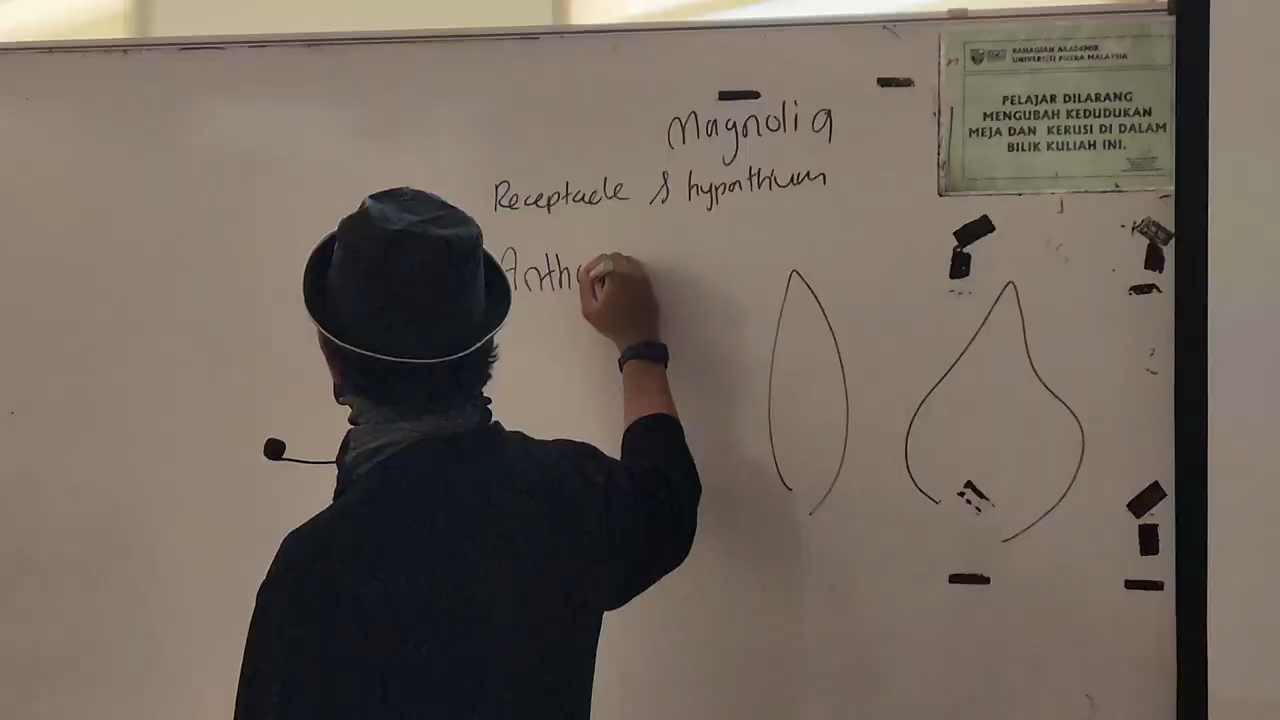 BAHAGIAN AKADEMIK
UNIVERSITI PUTRA MALAYSIA
PELAJAR DILARANG
MENGUBAH KEDUDUKAN
MEJA DAN KERUSI DI DALAM
BILIK KULIAH INI.
Magnolia
Receptacle & hypanthium
Anth